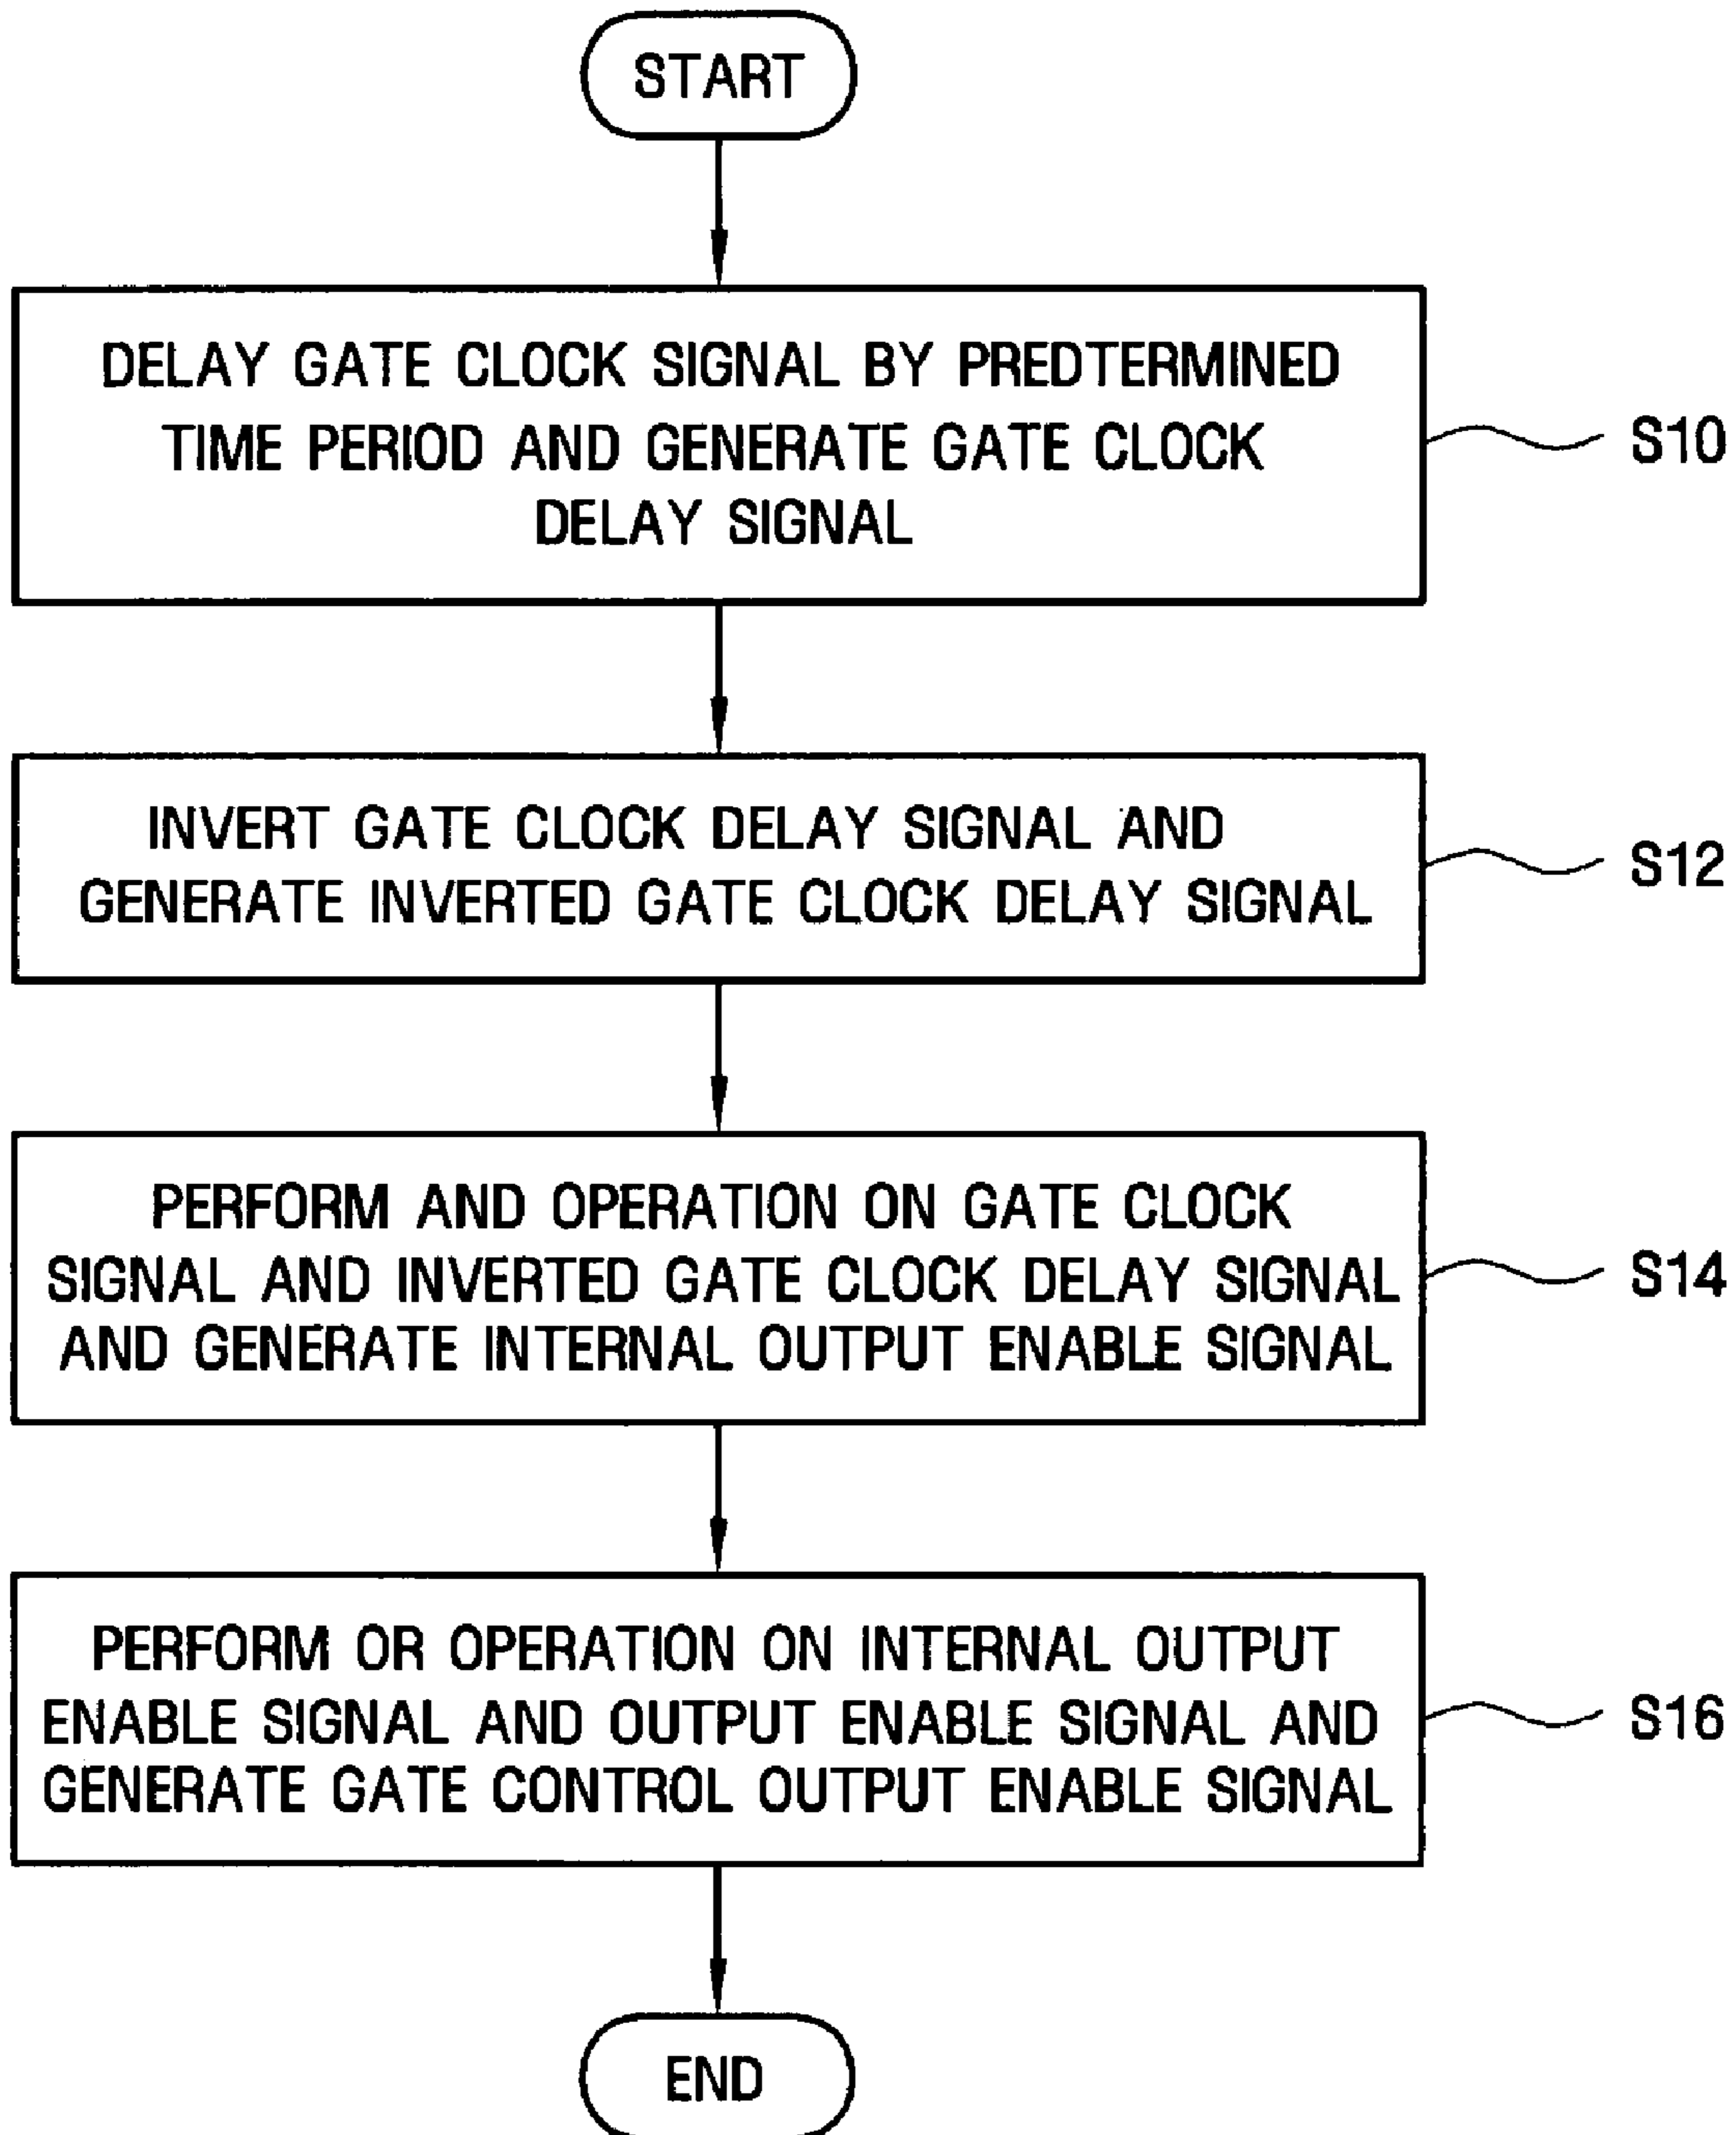 START
DELAY GATE CLOCK SIGNAL BY PREDTERMINED
TIME PERIOD AND GENERATE GATE CLOCK
DELAY SIGNAL
S10
INVERT GATE CLOCK DELAY SIGNAL AND
GENERATE INVERTED GATE CLOCK DELAY SIGNAL
S12
PERFORM AND OPERATION ON GATE CLOCK
SIGNAL AND INVERTED GATE CLOCK DELAY SIGNAL
AND GENERATE INTERNAL OUTPUT ENABLE SIGNAL
S14
PERFORM OR OPERATION ON INTERNAL OUTPUT
ENABLE SIGNAL AND OUTPUT ENABLE SIGNAL AND
GENERATE GATE CONTROL OUTPUT ENABLE SIGNAL
S16
END